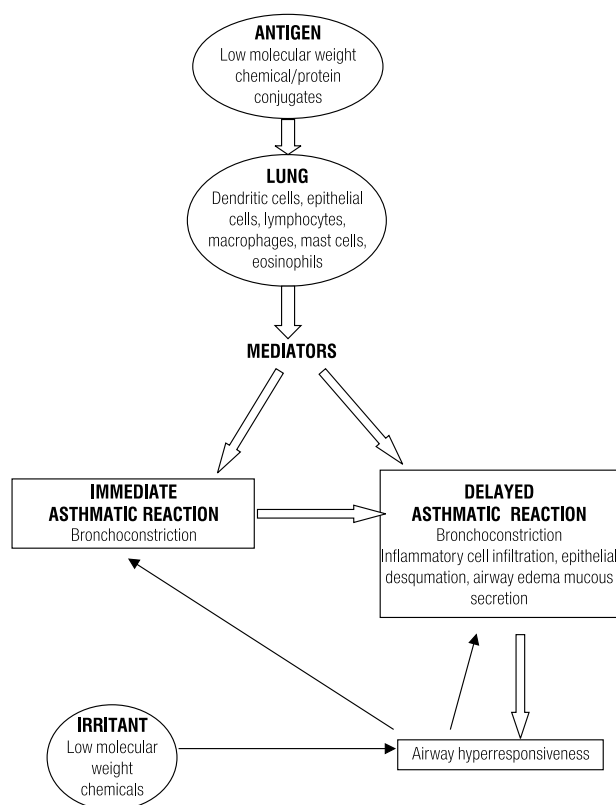 ANTIGEN
Low molecular weight
chemical/protein
conjugates
LUNG
Dendritic cells, epithelial
cells, lymphocytes,
macrophages, mast cells,
eosinophils
MEDIATORS
IMMEDIATE
ASTHMATIC REACTION
Bronchoconstriction
DELAYED
ASTHMATIC REACTION
Bronchoconstriction
Inflammatory cell infiltration, epithelial
desqumation, airway edema mucous
secretion
IRRITANT
Low molecular
weight
chemicals
Airway hyperresponsiveness